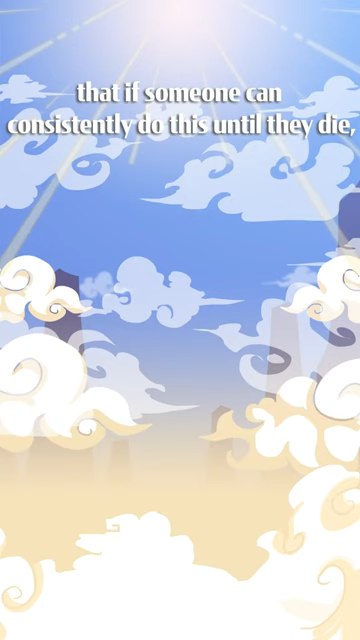 that if someone can
consistently do this until they die,